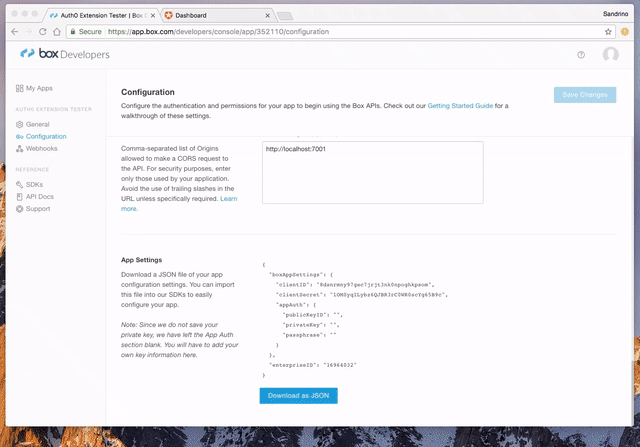 Sandrino
Auth0 Extension Tester | Box D
Dashboard
Secure https://app.box.com/developers/console/app/352110/configuration
box Developers
My Apps
AUTH0 EXTENSION TESTER
General
Configuration
Webhooks
REFERENCE
SDKs
API Docs
Support
Configuration
Save Changes
Configure the authentication and permissions for your app to begin using the Box APIs. Check out our Getting Started Guide for a
walkthrough of these settings.
Comma-separated list of Origins
allowed to make a CORS request to
the API. For security purposes, enter
only those used by your application.
Avoid the use of trailing slashes in the
URL unless specifically required. Learn
more.
http://localhost:7001
App Settings
Download a JSON file of your app
configuration settings. You can import
this file into our SDKs to easily
configure your app.
Note: Since we do not save your
private key, we have left the App Auth
section blank. You will have to add your
own key information here.
{
"boxAppSettings": {
"clientID":
"clientSecret":
"appAuth": {
"publicKeyID": "",
"privateKey": "",
"passphrase": ""
}
},
"enterpriseID": "16964032"
}
Download as JSON